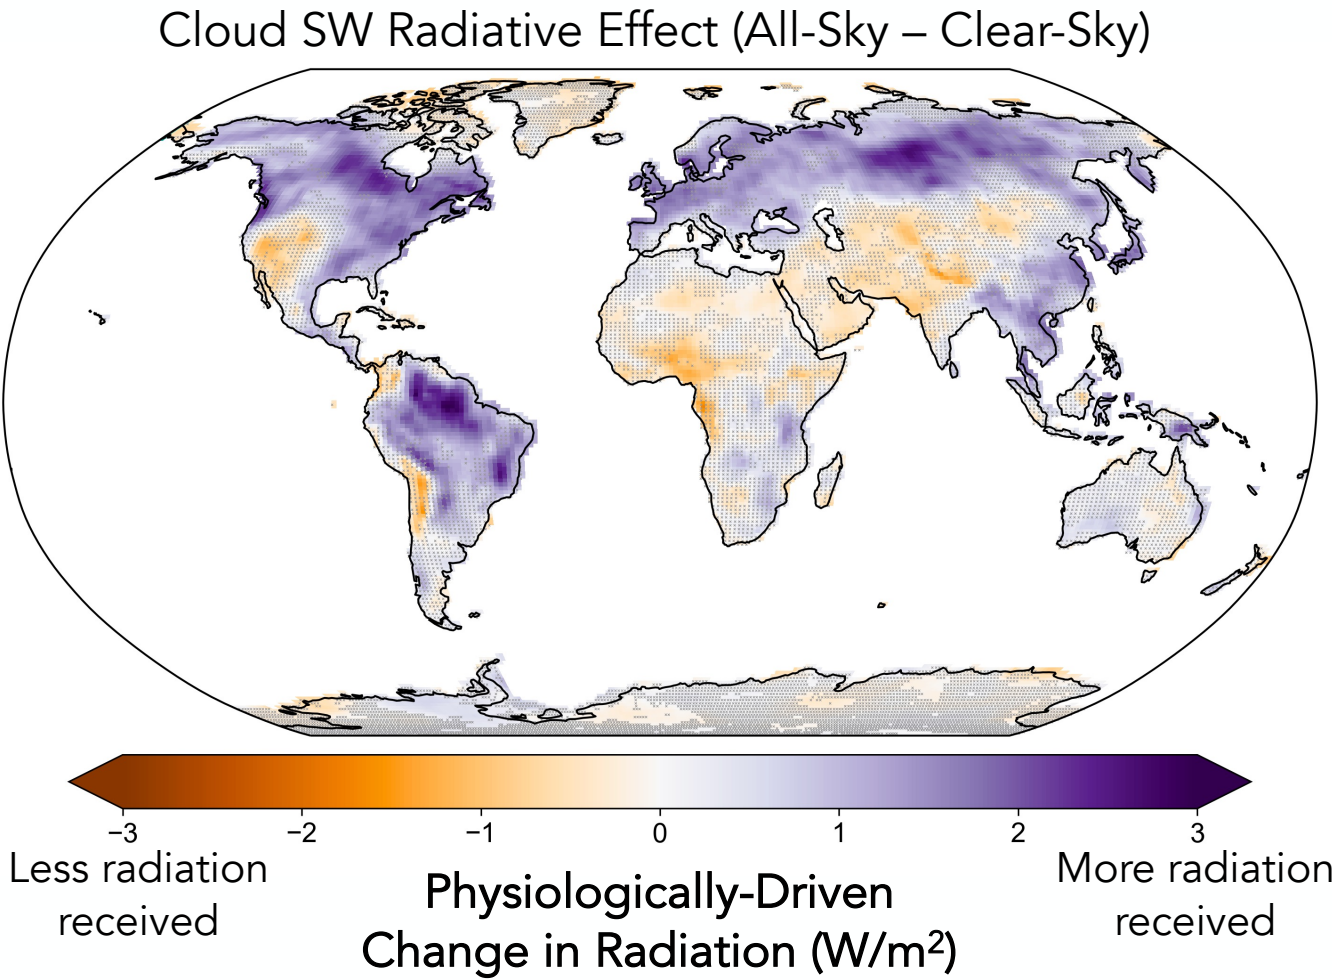 Cloud SW Radiative Effect (All-Sky – Clear-Sky)
−3 −2 −1 0 1 2 3
Less radiation
received
More radiation
received
Physiologically-Driven
Change in Radiation (W/m²)